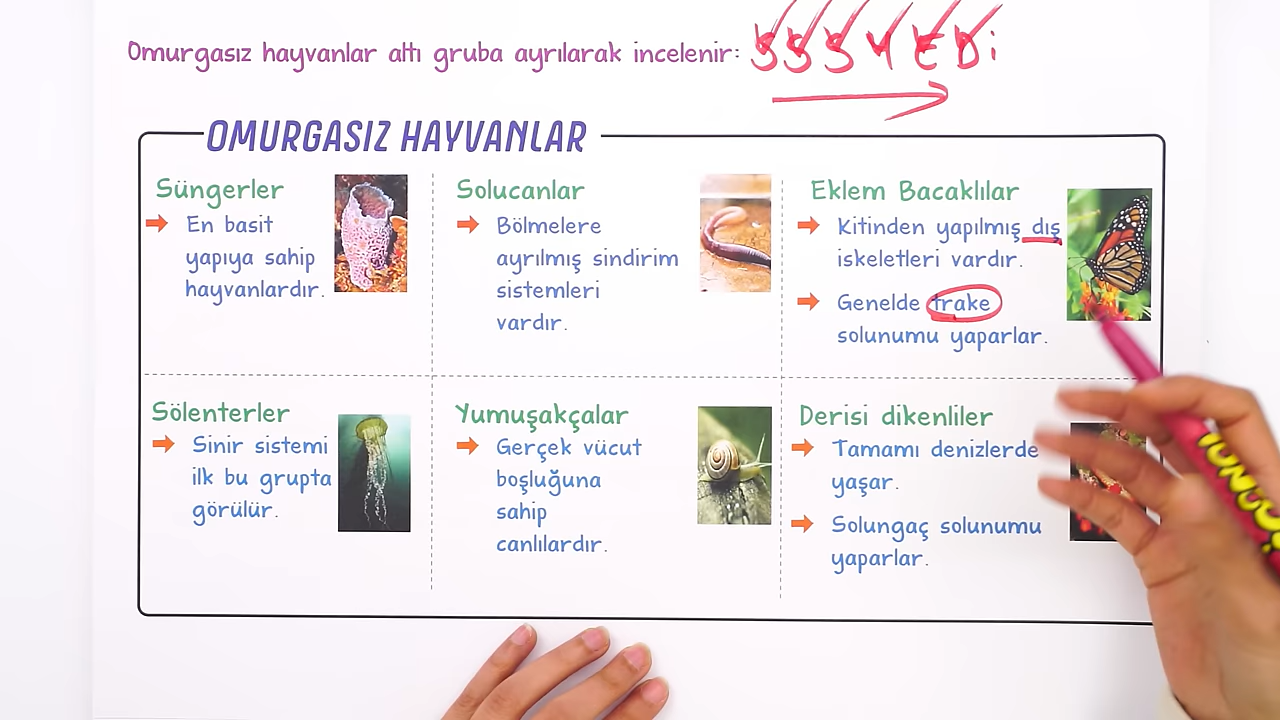 Omurgasız hayvanlar altı gruba ayrılarak incelenir: S S S Y E D i
OMURGASIZ HAYVANLAR
Süngerler
En basit
yapıya sahip
hayvanlardır.
Solucanlar
Bölmelere
ayrılmış sindirim
sistemleri
vardır.
Eklem Bacaklılar
Kitinden yapılmış dış
iskeletleri vardır.
Genelde trake
solunumu yaparlar.
Sölenterler
Sinir sistemi
ilk bu grupta
görülür.
Yumuşakçalar
Gerçek vücut
boşluğuna
sahip
canlılardır.
Derisi dikenliler
Tamamı denizlerde
yaşar.
Solungaç solunumu
yaparlar.